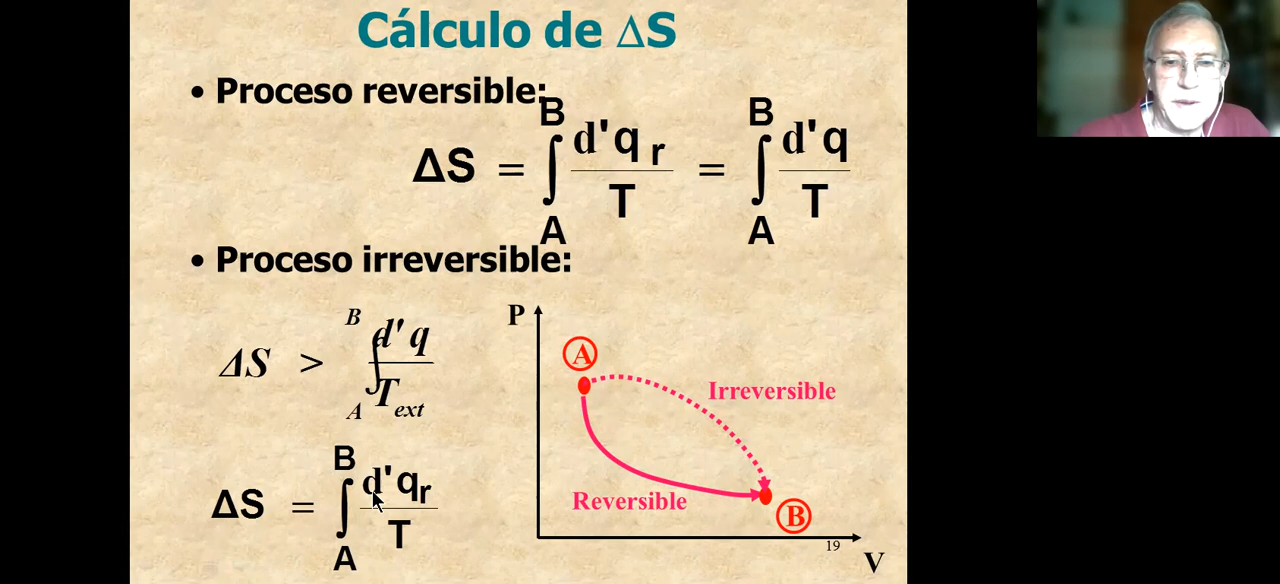 Cálculo de ΔS
• Proceso reversible:
ΔS = ∫_A^B d'q_r / T = ∫_A^B d'q / T
• Proceso irreversible:
ΔS > ∫_A^B d'q / T_ext
ΔS = ∫_A^B d'q_r / T
P
A
Irreversible
Reversible
B
19
V